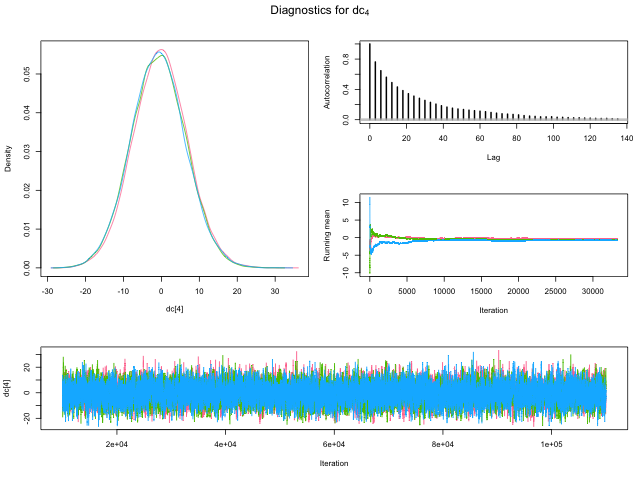 Diagnostics for dc4
Density
0.00 0.01 0.02 0.03 0.04 0.05
-30 -20 -10 0 10 20 30
dc[4]
Autocorrelation
0.0 0.4 0.8
0 20 40 60 80 100 120 140
Lag
Running mean
-10 -5 0 5 10
0 5000 10000 15000 20000 25000 30000
Iteration
dc[4]
-20 0 20
2e+04 4e+04 6e+04 8e+04 1e+05
Iteration